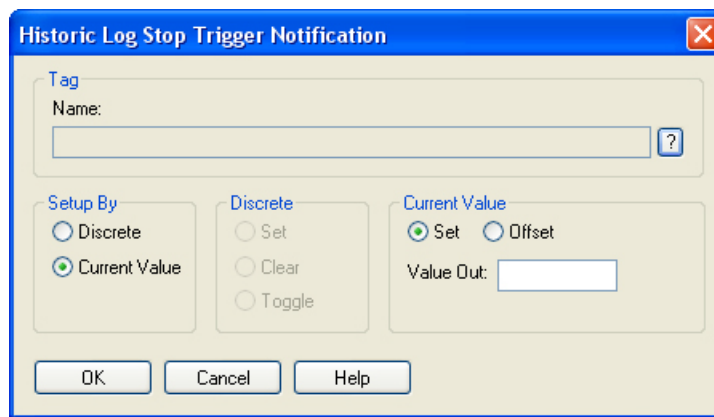 Historic Log Stop Trigger Notification
Tag
Name:
?
Setup By
Discrete
Current Value
Discrete
Set
Clear
Toggle
Current Value
Set Offset
Value Out:
OK Cancel Help